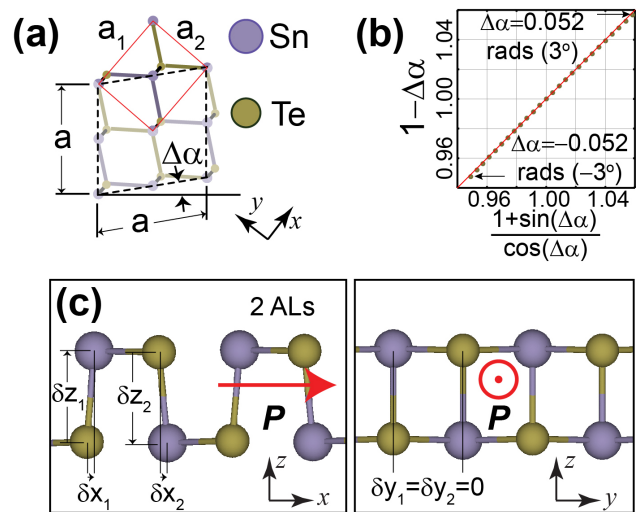 (a)
a₁
a₂
Sn
Te
a
Δα
a
y
x
(b)
1.04
1.00
0.96
1−Δα
Δα=0.052
rads (3°)
Δα=−0.052
rads (−3°)
0.96
1.00
1.04
1+sin(Δα)
cos(Δα)
(c)
2 ALs
δz₁
δz₂
P
δx₁
δx₂
z
x
P
δy₁=δy₂=0
z
y